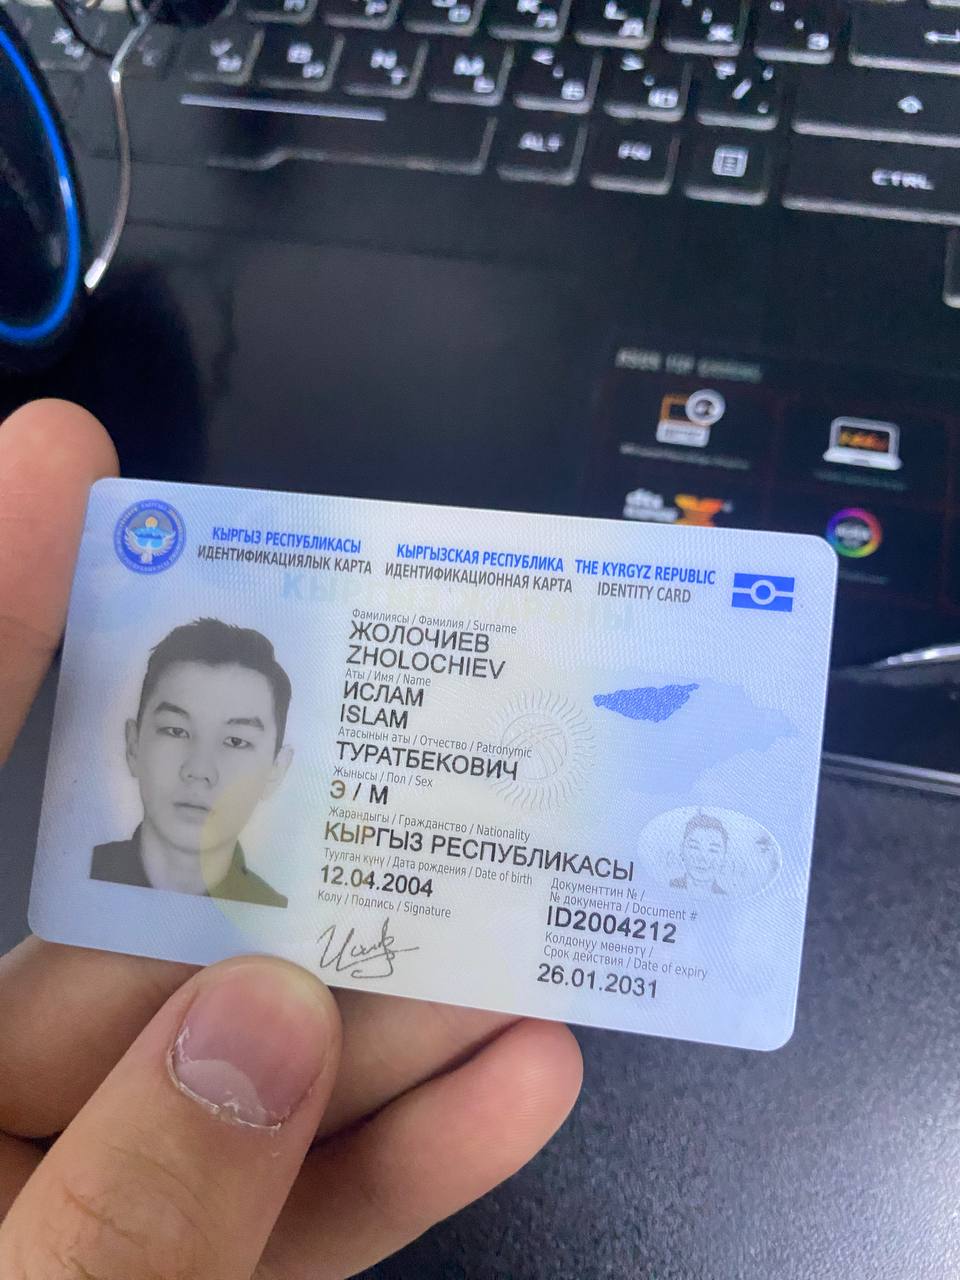 ALT
FN
CTRL
КЫРГЫЗ РЕСПУБЛИКАСЫ
ИДЕНТИФИКАЦИЯЛЫК КАРТА
КЫРГЫЗСКАЯ РЕСПУБЛИКА
ИДЕНТИФИКАЦИОННАЯ КАРТА
THE KYRGYZ REPUBLIC
IDENTITY CARD
Фамилиясы / Фамилия / Surname
ЖОЛОЧИЕВ
ZHOLOCHIEV
Аты / Имя / Name
ИСЛАМ
ISLAM
Атасынын аты / Отчество / Patronymic
ТУРАТБЕКОВИЧ
Жынысы / Пол / Sex
Э / М
Жарандыгы / Гражданство / Nationality
КЫРГЫЗ РЕСПУБЛИКАСЫ
Туулган күнү / Дата рождения / Date of birth
12.04.2004
Колу / Подпись / Signature
Документтин № /
№ документа / Document #
ID2004212
Колдонуу мөөнөтү /
Срок действия / Date of expiry
26.01.2031